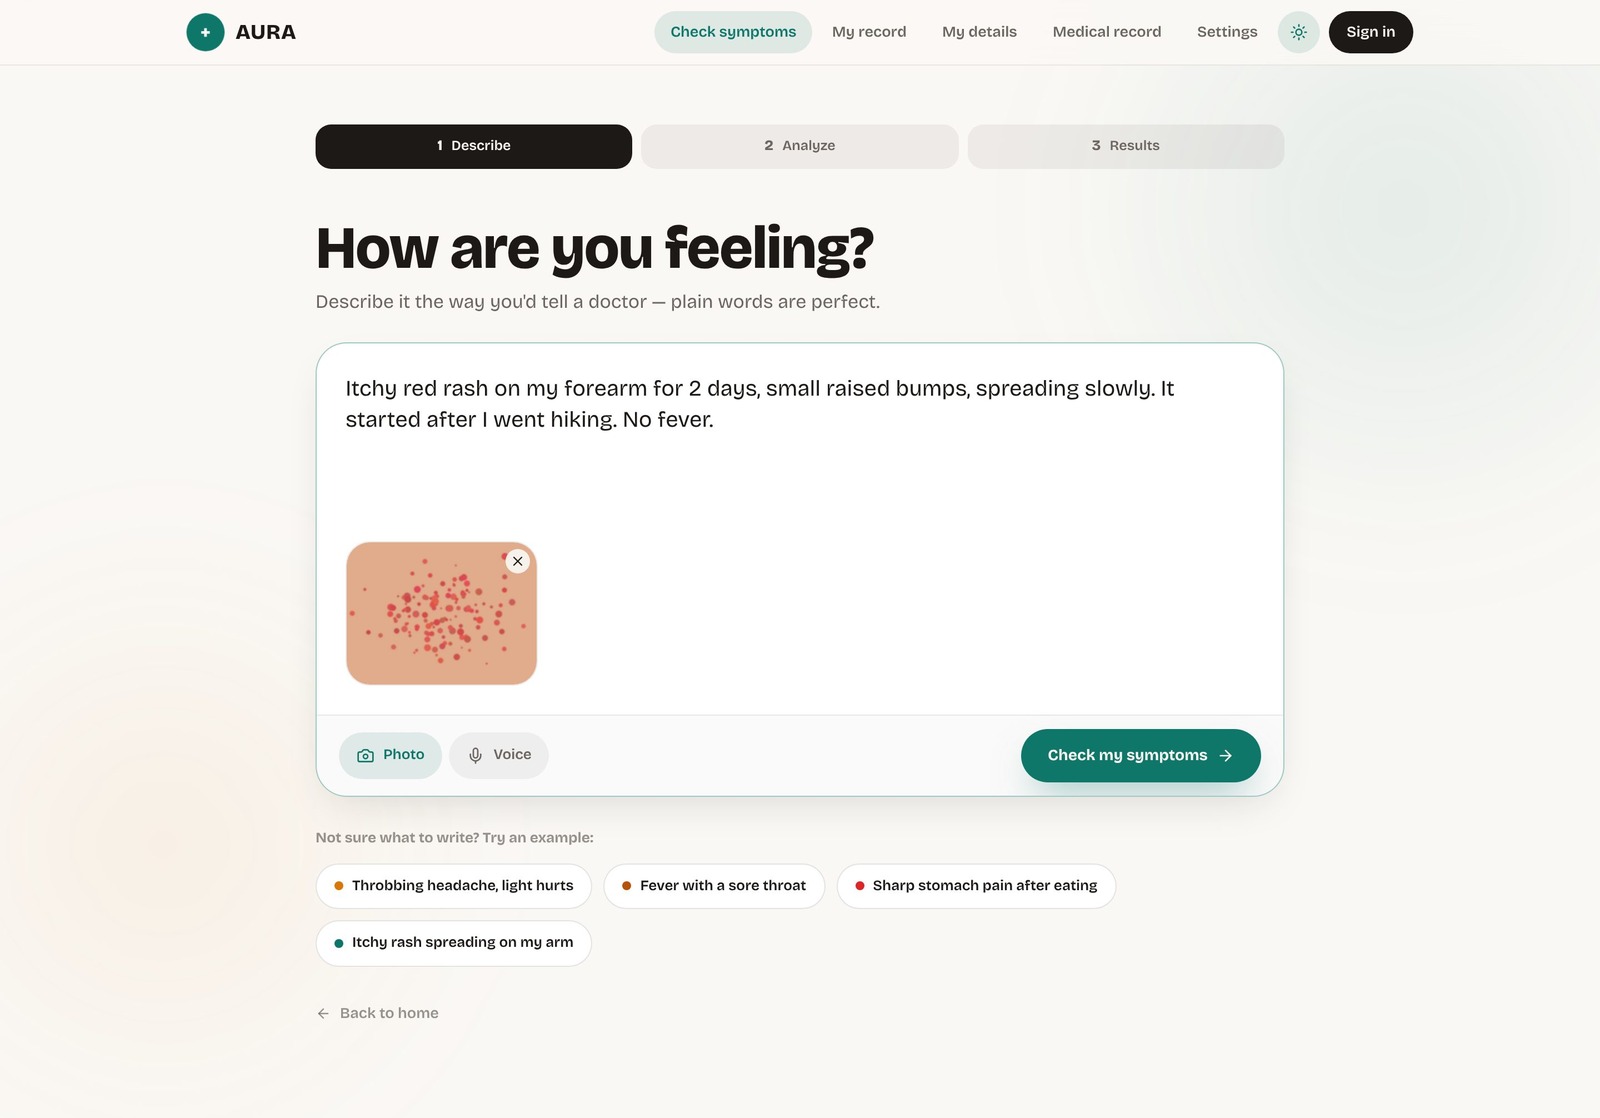 AURA
Check symptoms
My record
My details
Medical record
Settings
Sign in
1 Describe
2 Analyze
3 Results
How are you feeling?
Describe it the way you'd tell a doctor — plain words are perfect.
Itchy red rash on my forearm for 2 days, small raised bumps, spreading slowly. It
started after I went hiking. No fever.
Photo
Voice
Check my symptoms
Not sure what to write? Try an example:
Throbbing headache, light hurts
Fever with a sore throat
Sharp stomach pain after eating
Itchy rash spreading on my arm
Back to home